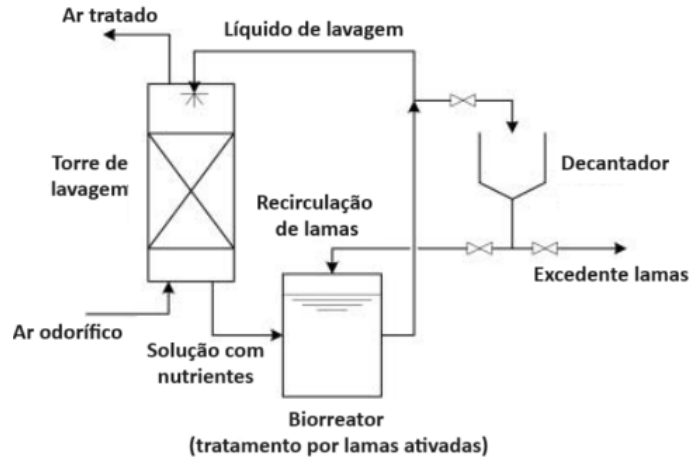 Ar tratado
Líquido de lavagem
Torre de
lavagem
Decantador
Recirculação
de lamas
Excedente lamas
Ar odorífico
Solução com
nutrientes
Biorreator
(tratamento por lamas ativadas)